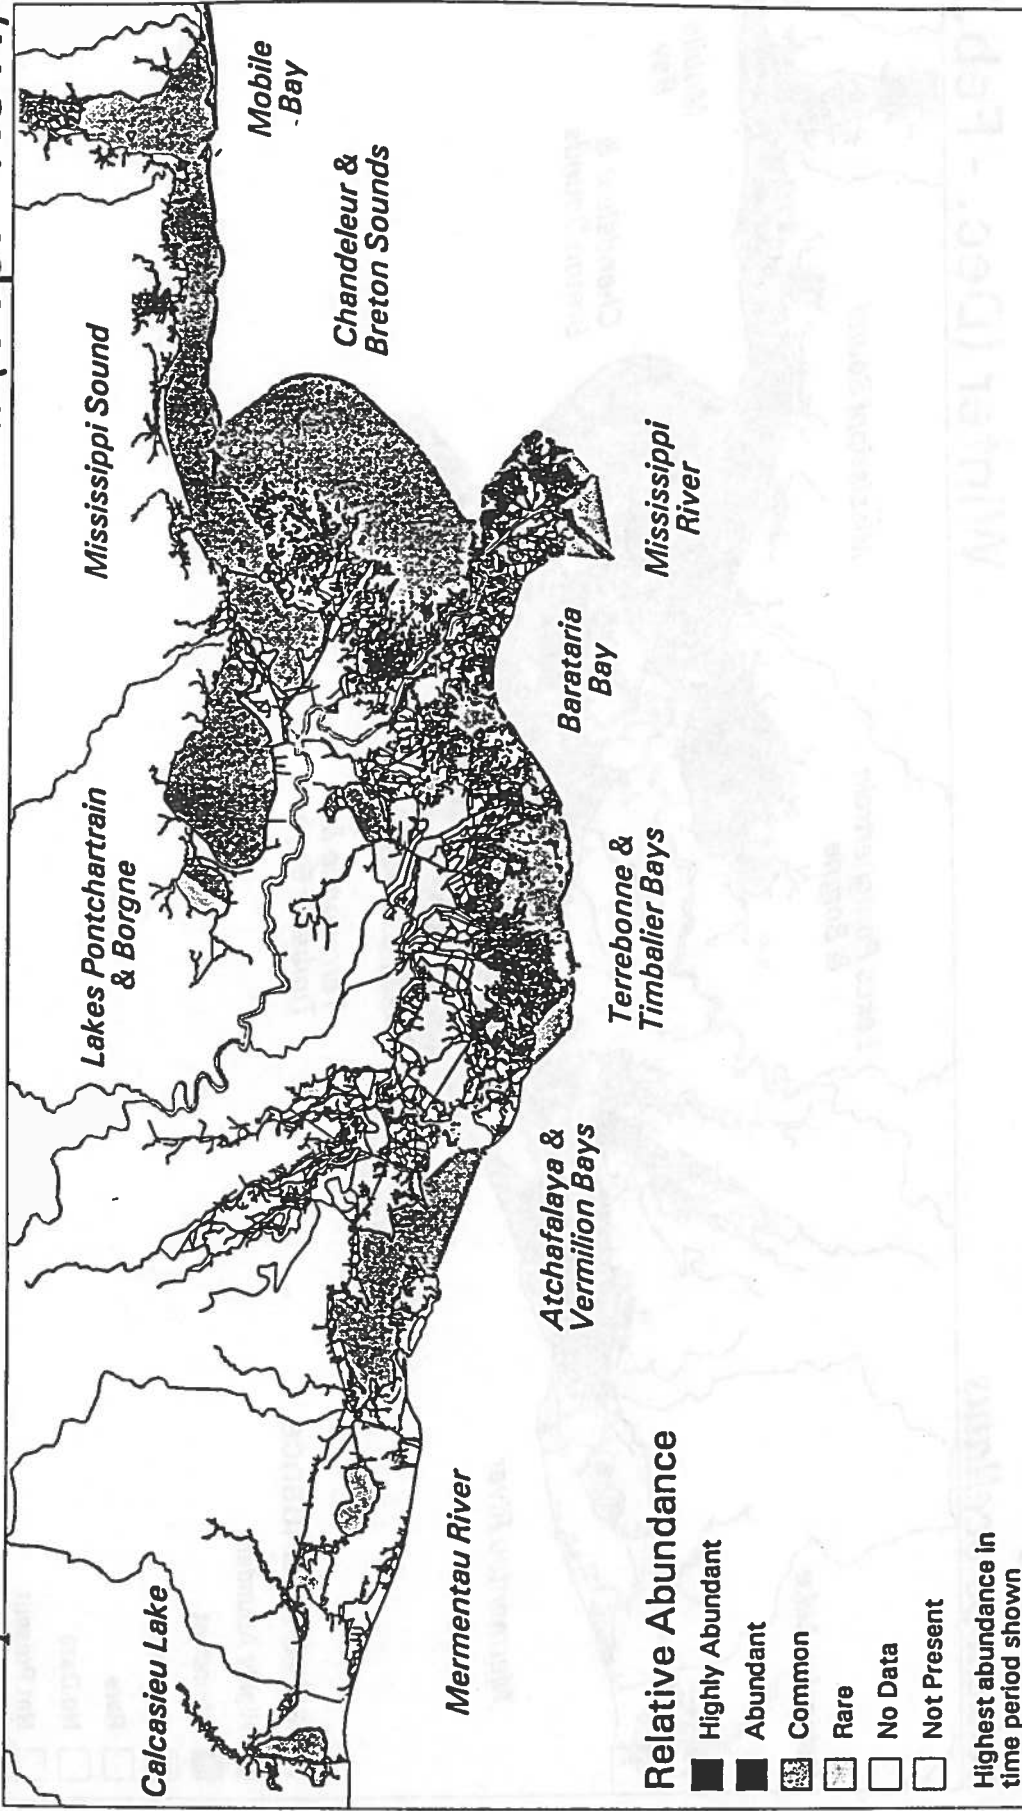 Mobile
Bay
Chandeleur &
Breton Sounds
Mississippi Sound
Mississippi
River
Barataria
Bay
Lakes Pontchartrain
& Borgne
Terrebonne &
Timbalier Bays
Atchafalaya &
Vermilion Bays
Mermentau River
Calcasieu Lake
Relative Abundance
Highly Abundant
Abundant
Common
Rare
No Data
Not Present
Highest abundance in
time period shown